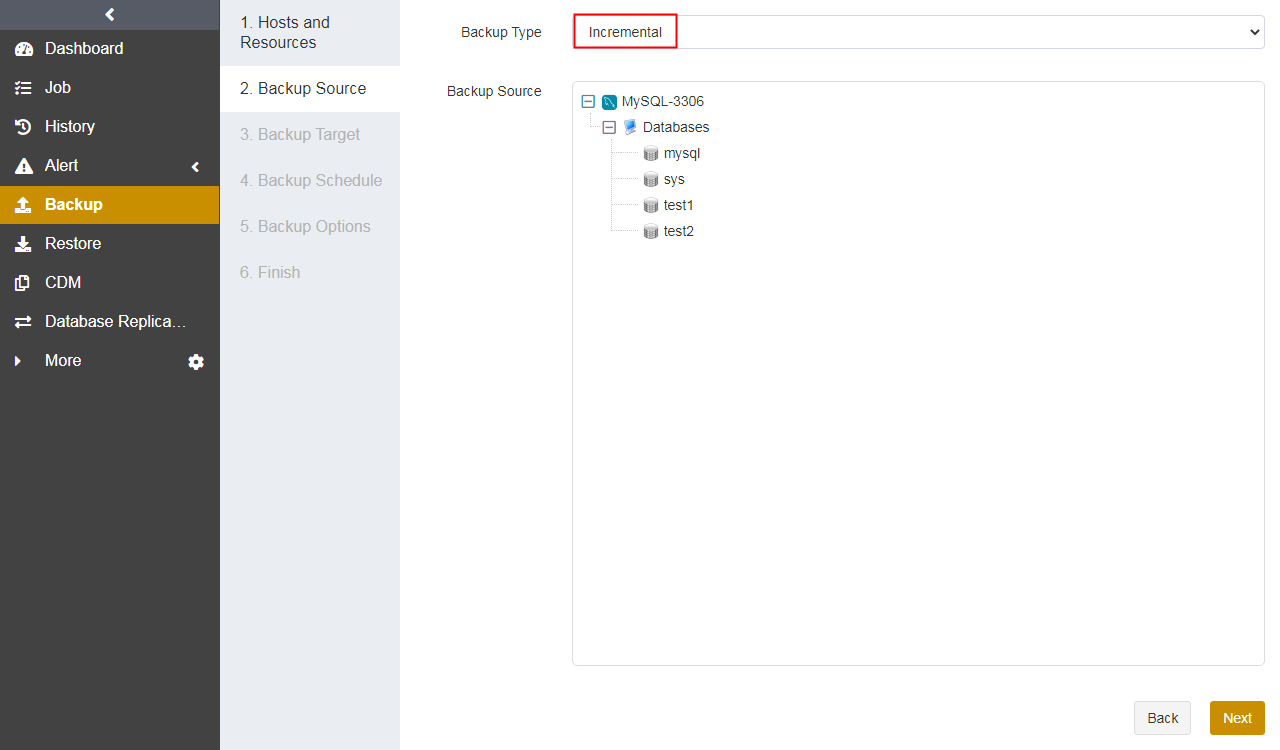 Dashboard
Job
History
Alert
Backup
Restore
CDM
Database Replica…
More
1. Hosts and
Resources
2. Backup Source
3. Backup Target
4. Backup Schedule
5. Backup Options
6. Finish
Backup Type
Incremental
Backup Source
MySQL-3306
Databases
mysql
sys
test1
test2
Back
Next